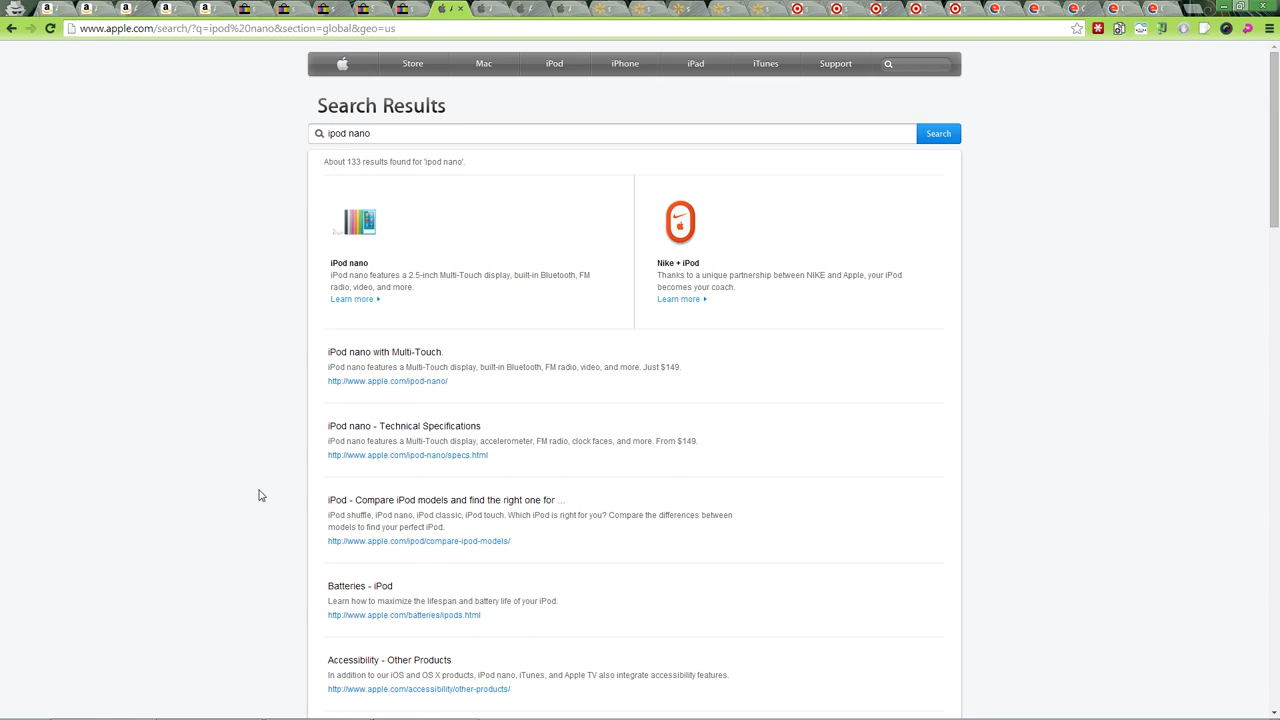 www.apple.com/search/?q=ipod%20nano&section=global&geo=us
Store Mac iPod iPhone iPad iTunes Support
Search Results
ipod nano Search
About 133 results found for 'ipod nano'.
iPod nano
iPod nano features a 2.5-inch Multi-Touch display, built-in Bluetooth, FM
radio, video, and more.
Learn more
Nike + iPod
Thanks to a unique partnership between NIKE and Apple, your iPod
becomes your coach.
Learn more
iPod nano with Multi-Touch.
iPod nano features a Multi-Touch display, built-in Bluetooth, FM radio, video, and more. Just $149.
http://www.apple.com/ipod-nano/
iPod nano - Technical Specifications
iPod nano features a Multi-Touch display, accelerometer, FM radio, clock faces, and more. From $149.
http://www.apple.com/ipod-nano/specs.html
iPod - Compare iPod models and find the right one for ...
iPod shuffle, iPod nano, iPod classic, iPod touch. Which iPod is right for you? Compare the differences between
models to find your perfect iPod.
http://www.apple.com/ipod/compare-ipod-models/
Batteries - iPod
Learn how to maximize the lifespan and battery life of your iPod.
http://www.apple.com/batteries/ipods.html
Accessibility - Other Products
In addition to our iOS and OS X products, iPod nano, iTunes, and Apple TV also integrate accessibility features.
http://www.apple.com/accessibility/other-products/